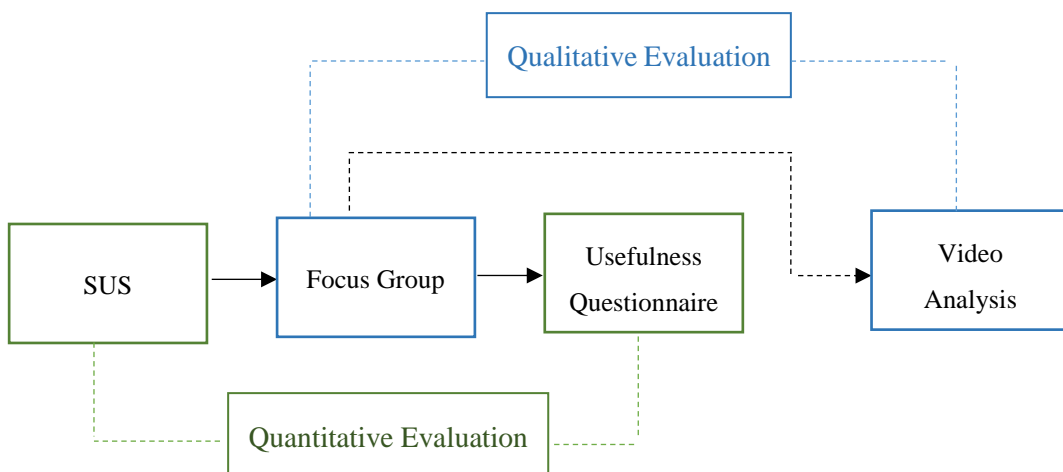 Qualitative Evaluation
SUS
Focus Group
Usefulness
Questionnaire
Video
Analysis
Quantitative Evaluation